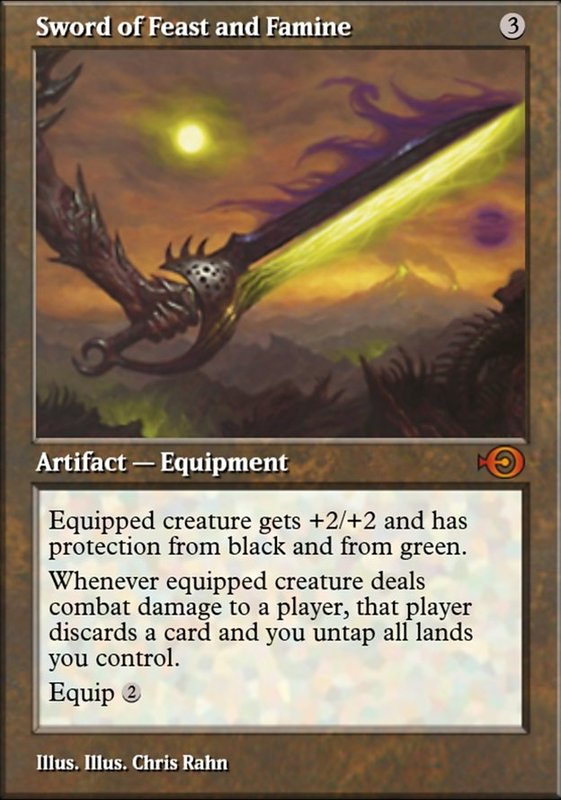 Sword of Feast and Famine 3
Artifact — Equipment
Equipped creature gets +2/+2 and has
protection from black and from green.
Whenever equipped creature deals
combat damage to a player, that player
discards a card and you untap all lands
you control.
Equip 2
Illus. Illus. Chris Rahn